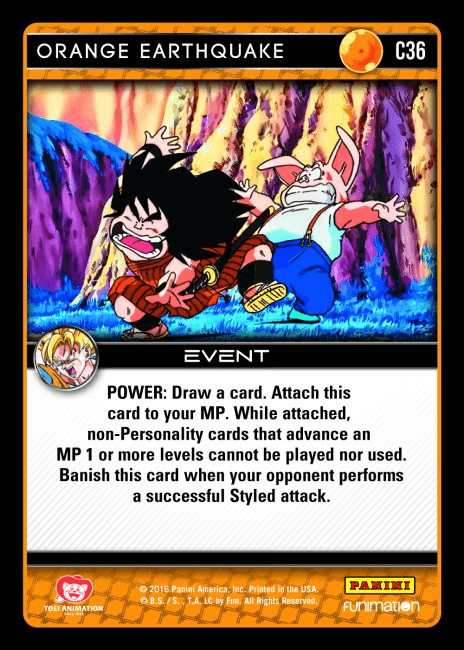 ORANGE EARTHQUAKE
C36
EVENT
POWER: Draw a card. Attach this
card to your MP. While attached,
non-Personality cards that advance an
MP 1 or more levels cannot be played nor used.
Banish this card when your opponent performs
a successful Styled attack.
TOEI ANIMATION
© 2016 Panini America, Inc. Printed in the USA.
© B.S. / S. , T.A. LC by Fun. All Rights Reserved.
PANINI
FUNIMATION